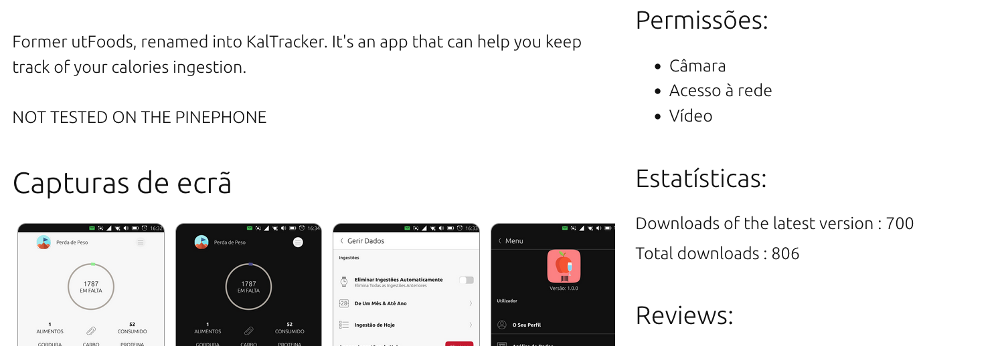 Former utFoods, renamed into KalTracker. It's an app that can help you keep
track of your calories ingestion.
NOT TESTED ON THE PINEPHONE
Capturas de ecrã
16:32
Perda de Peso
1787
EM FALTA
1
ALIMENTOS
52
CONSUMIDO
GORDURA
CARBO
PROTEINA
16:34
Perda de Peso
1787
EM FALTA
1
ALIMENTOS
52
CONSUMIDO
GORDURA
CARBO
PROTEINA
16:33
Gerir Dados
Ingestões
Eliminar Ingestões Automaticamente
Elimina Todas as Ingestões Anteriores
28
De Um Mês & Até Ano
Ingestão de Hoje
16:3
Menu
Versão: 1.0.0
Utilizador
O Seu Perfil
Permissões:
Câmara
Acesso à rede
Vídeo
Estatísticas:
Downloads of the latest version : 700
Total downloads : 806
Reviews: